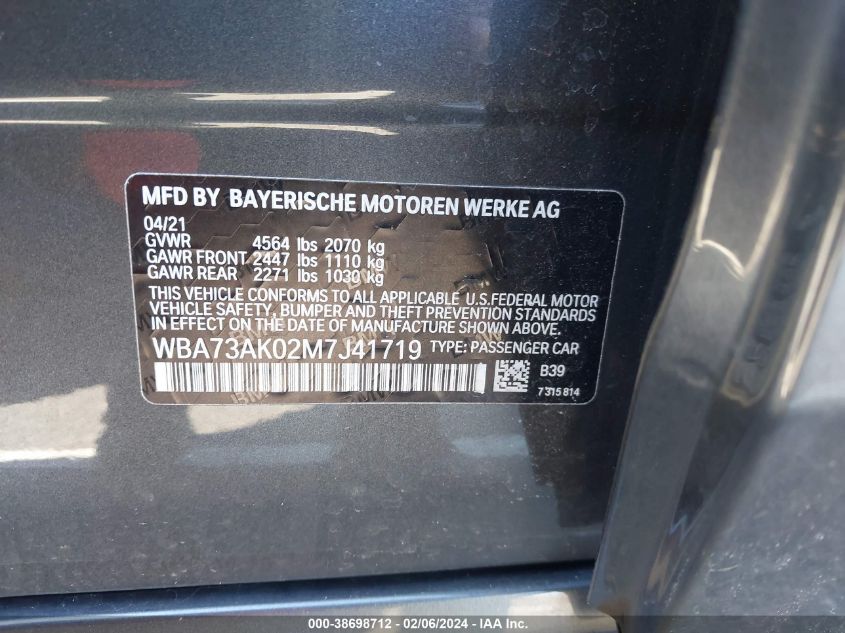 MFD BY BAYERISCHE MOTOREN WERKE AG
04/21
GVWR 4564 lbs 2070 kg
GAWR FRONT 2447 lbs 1110 kg
GAWR REAR 2271 lbs 1030 kg
THIS VEHICLE CONFORMS TO ALL APPLICABLE U.S.FEDERAL MOTOR
VEHICLE SAFETY, BUMPER AND THEFT PREVENTION STANDARDS
IN EFFECT ON THE DATE OF MANUFACTURE SHOWN ABOVE.
WBA73AK02M7J41719 TYPE: PASSENGER CAR
B39
7315814
000-38698712 - 02/06/2024 - © IAA, Inc.